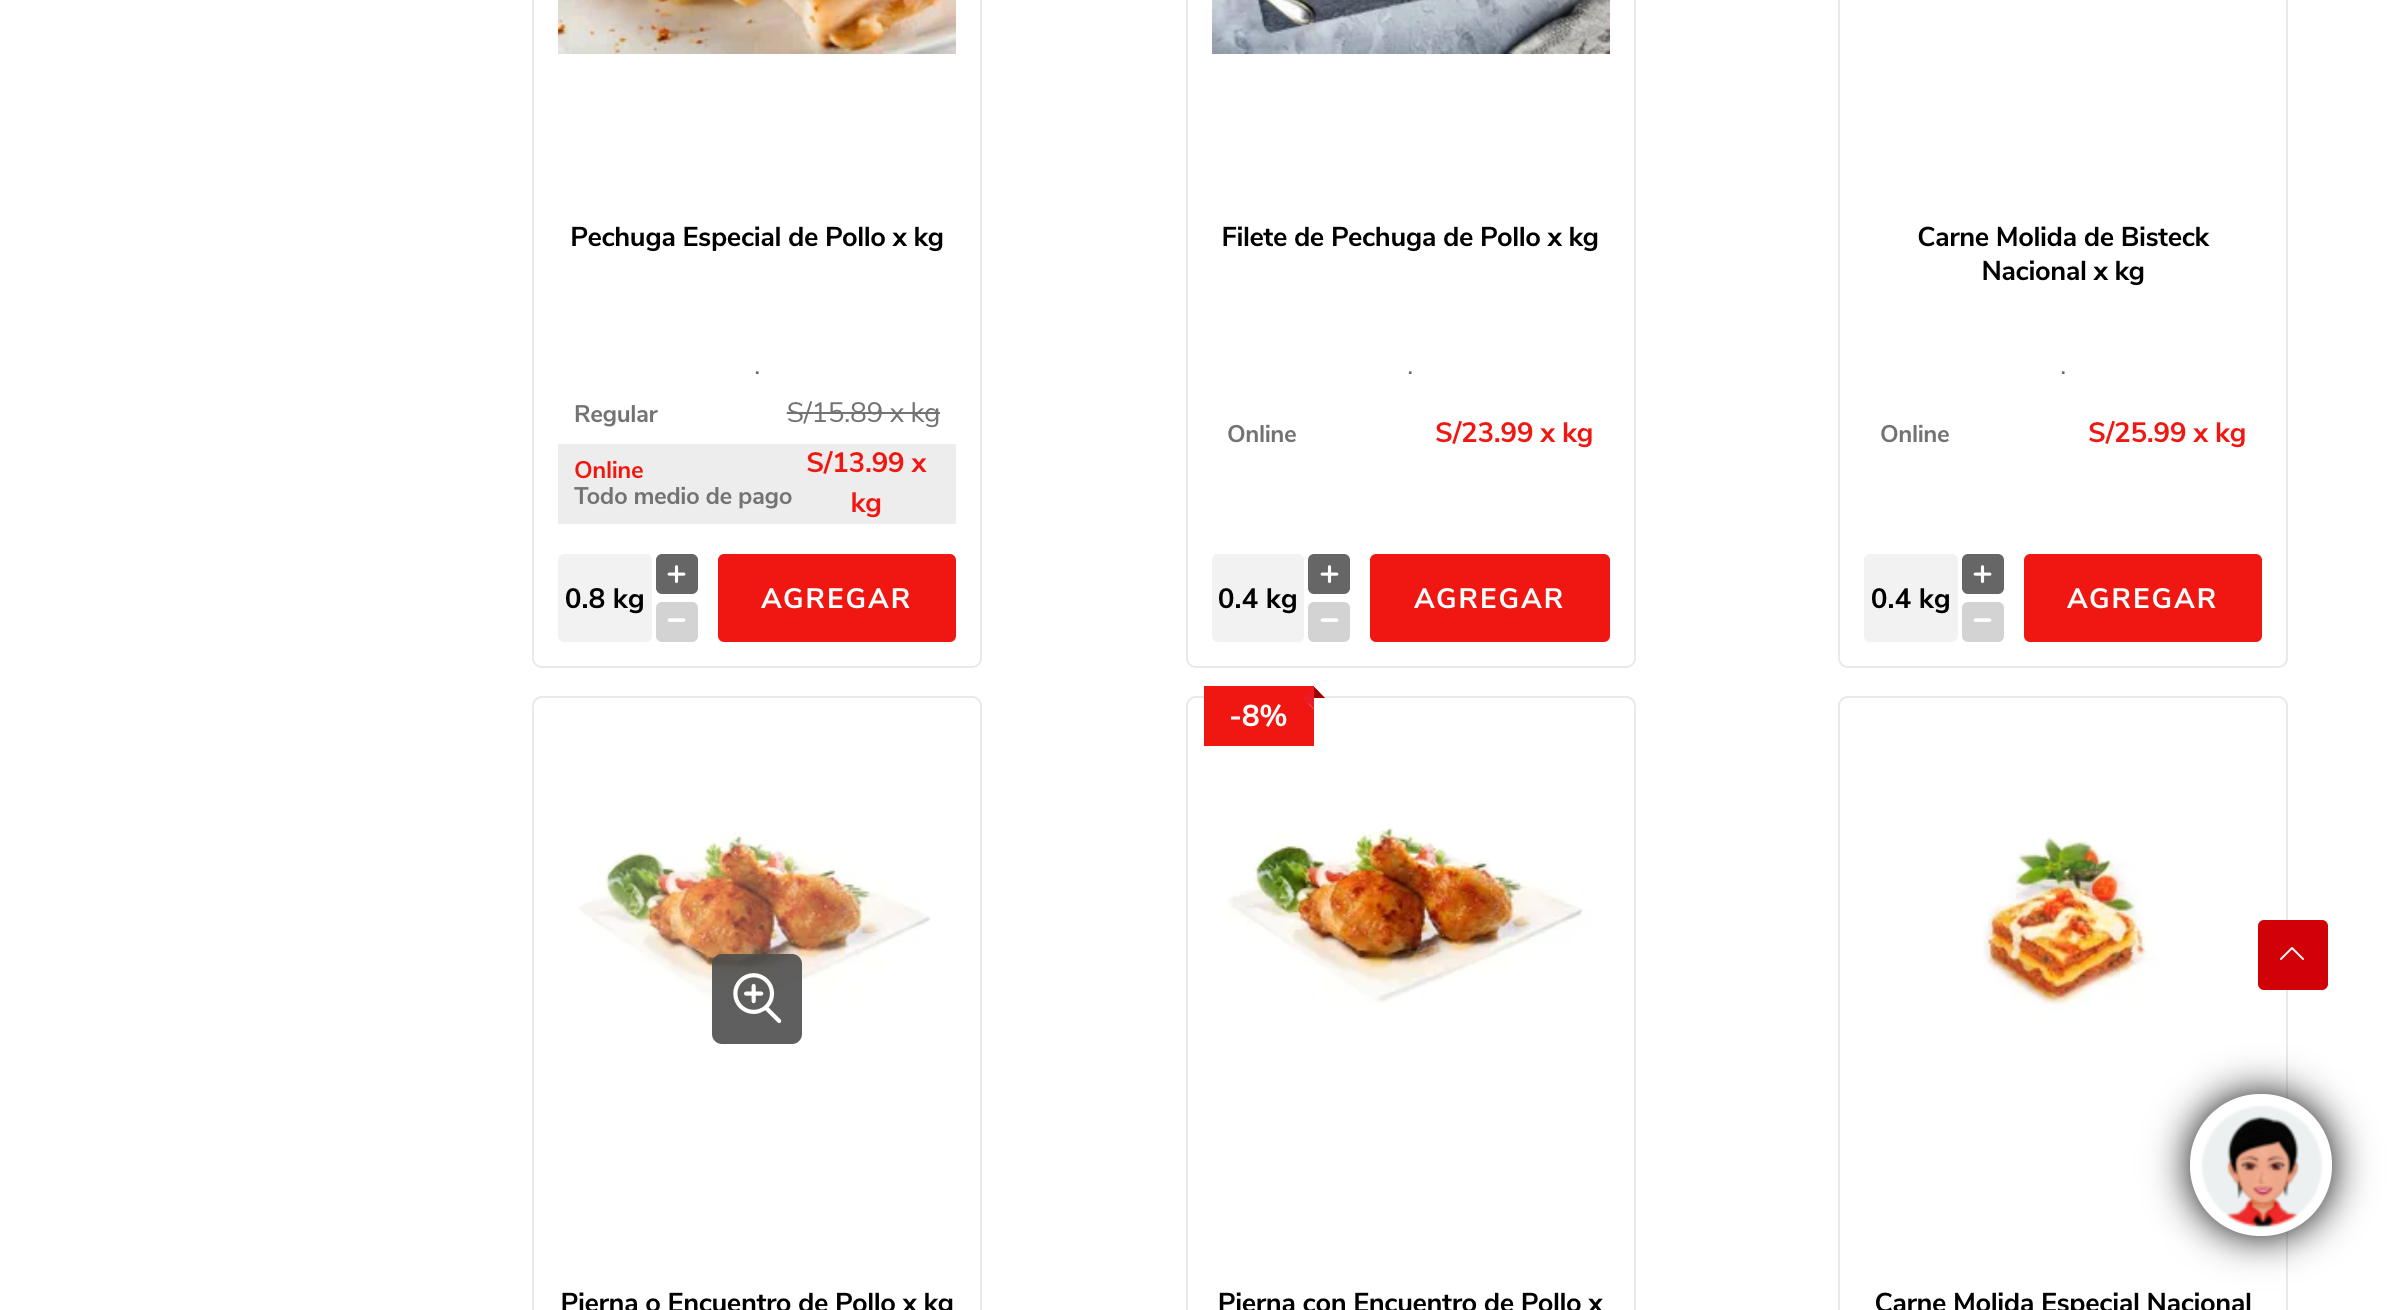 Pechuga Especial de Pollo x kg
.
Regular S/15.89 x kg
Online
Todo medio de pago
S/13.99 x
kg
0.8 kg + − AGREGAR
Filete de Pechuga de Pollo x kg
.
Online S/23.99 x kg
0.4 kg + − AGREGAR
Carne Molida de Bisteck
Nacional x kg
.
Online S/25.99 x kg
0.4 kg + − AGREGAR
Pierna o Encuentro de Pollo x kg
-8%
Pierna con Encuentro de Pollo x
Carne Molida Especial Nacional